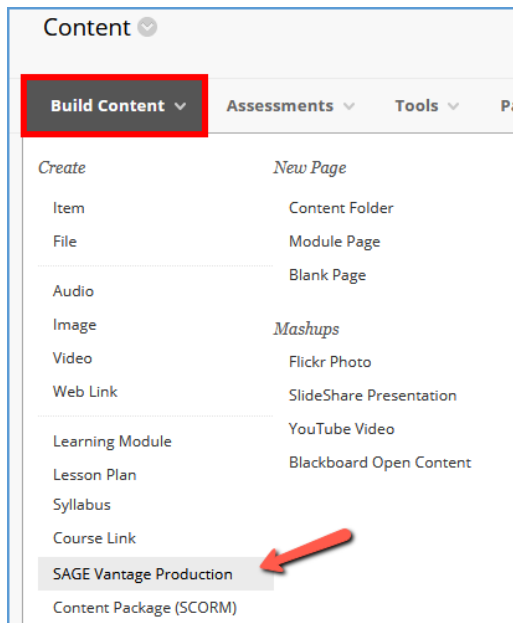 Content
Build Content
Assessments
Tools
Create
Item
File
Audio
Image
Video
Web Link
Learning Module
Lesson Plan
Syllabus
Course Link
SAGE Vantage Production
Content Package (SCORM)
New Page
Content Folder
Module Page
Blank Page
Mashups
Flickr Photo
SlideShare Presentation
YouTube Video
Blackboard Open Content